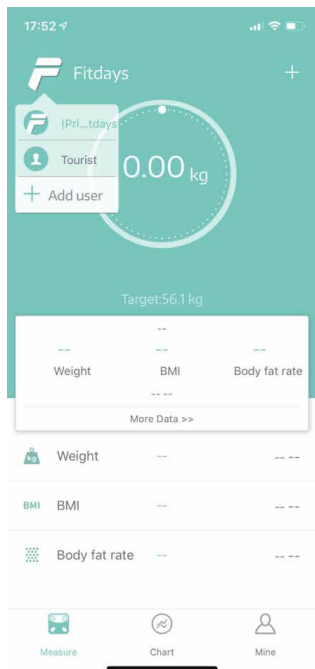 17:52
Fitdays
+
(Pri...tdays
Tourist
+ Add user
0.00 kg
Target:56.1 kg
--
-- -- --
Weight BMI Body fat rate
-- --
More Data >>
kg Weight -- -- --
BMI BMI -- -- --
Body fat rate -- -- --
Measure Chart Mine